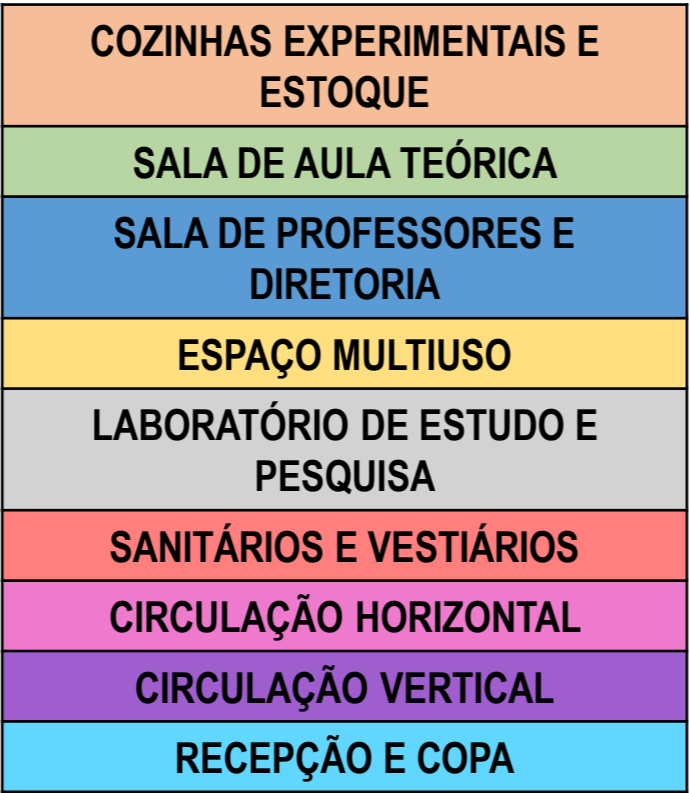 COZINHAS EXPERIMENTAIS E
ESTOQUE
SALA DE AULA TEÓRICA
SALA DE PROFESSORES E
DIRETORIA
ESPAÇO MULTIUSO
LABORATÓRIO DE ESTUDO E
PESQUISA
SANITÁRIOS E VESTIÁRIOS
CIRCULAÇÃO HORIZONTAL
CIRCULAÇÃO VERTICAL
RECEPÇÃO E COPA